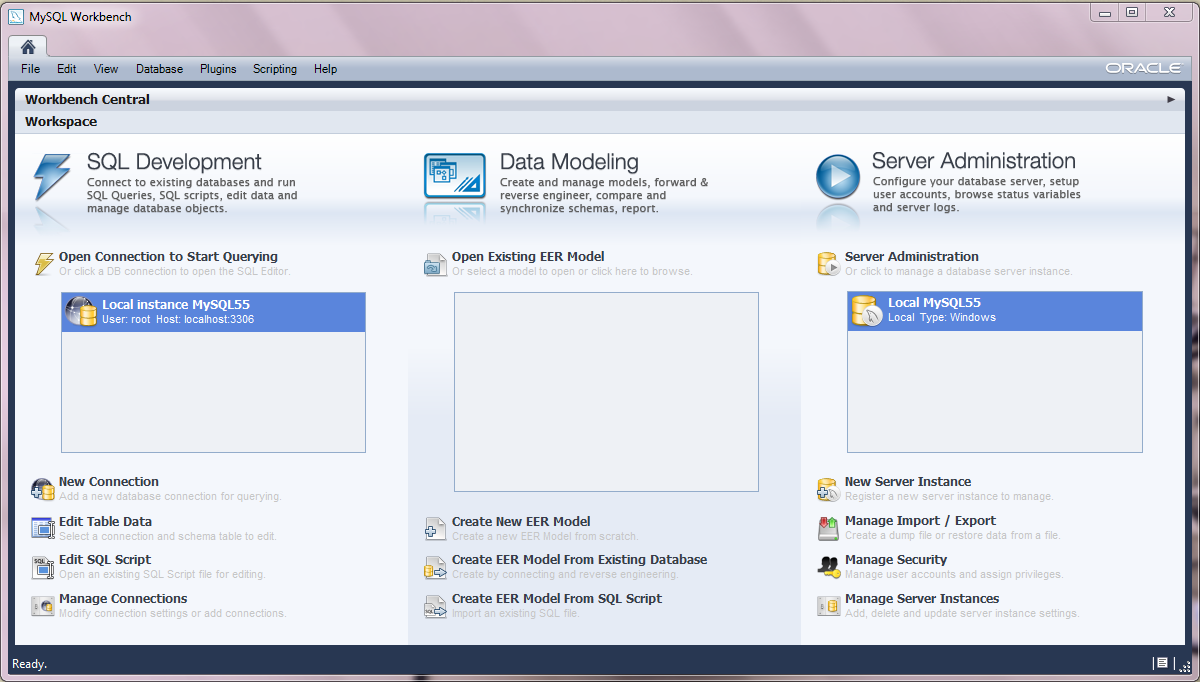 MySQL Workbench
File Edit View Database Plugins Scripting Help
ORACLE
Workbench Central
Workspace
SQL Development
Connect to existing databases and run
SQL Queries, SQL scripts, edit data and
manage database objects.
Open Connection to Start Querying
Or click a DB connection to open the SQL Editor.
Local instance MySQL55
User: root Host: localhost:3306
New Connection
Add a new database connection for querying.
Edit Table Data
Select a connection and schema table to edit.
Edit SQL Script
Open an existing SQL Script file for editing.
Manage Connections
Modify connection settings or add connections.
Data Modeling
Create and manage models, forward &
reverse engineer, compare and
synchronize schemas, report.
Open Existing EER Model
Or select a model to open or click here to browse.
Create New EER Model
Create a new EER Model from scratch.
Create EER Model From Existing Database
Create by connecting and reverse engineering.
Create EER Model From SQL Script
Import an existing SQL file.
Server Administration
Configure your database server, setup
user accounts, browse status variables
and server logs.
Server Administration
Or click to manage a database server instance.
Local MySQL55
Local Type: Windows
New Server Instance
Register a new server instance to manage.
Manage Import / Export
Create a dump file or restore data from a file.
Manage Security
Manage user accounts and assign privileges.
Manage Server Instances
Add, delete and update server instance settings.
Ready.